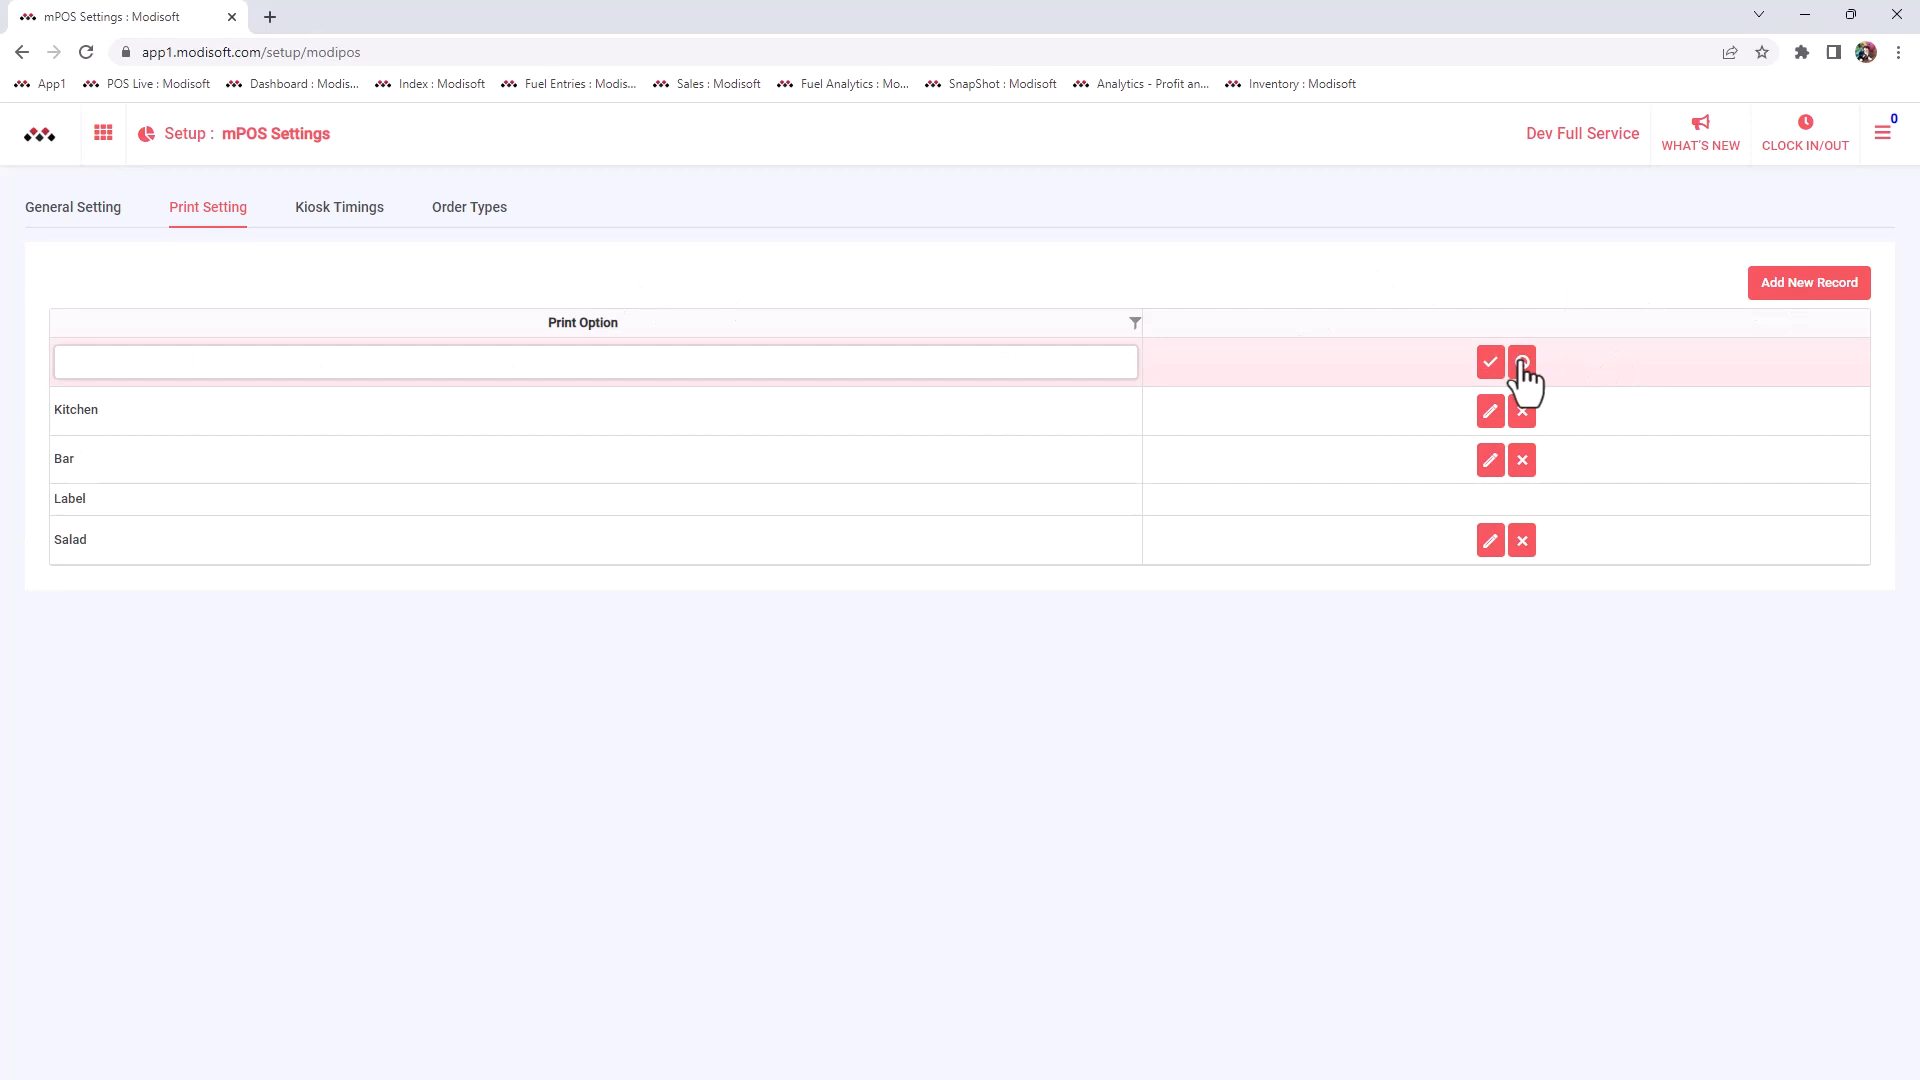 mPOS Settings : Modisoft
app1.modisoft.com/setup/modipos
App1 POS Live : Modisoft Dashboard : Modis... Index : Modisoft Fuel Entries : Modis... Sales : Modisoft Fuel Analytics : Mo... SnapShot : Modisoft Analytics - Profit an... Inventory : Modisoft
Setup : mPOS Settings
Dev Full Service
WHAT'S NEW
CLOCK IN/OUT
0
General Setting Print Setting Kiosk Timings Order Types
Add New Record
Print Option
Kitchen
Bar
Label
Salad